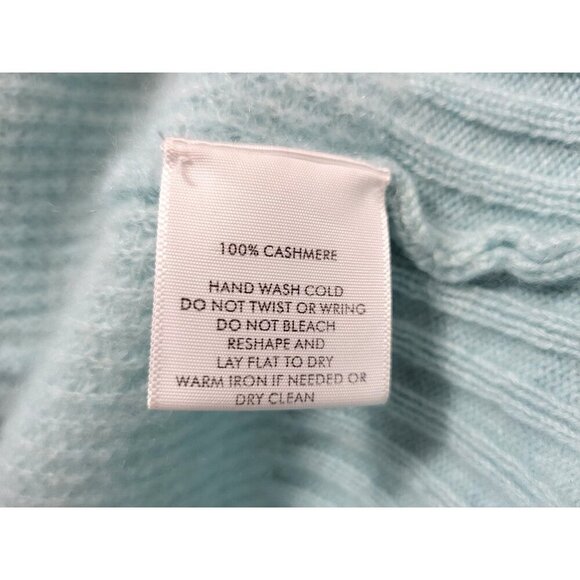 100% CASHMERE
HAND WASH COLD
DO NOT TWIST OR WRING
DO NOT BLEACH
RESHAPE AND
LAY FLAT TO DRY
WARM IRON IF NEEDED OR
DRY CLEAN